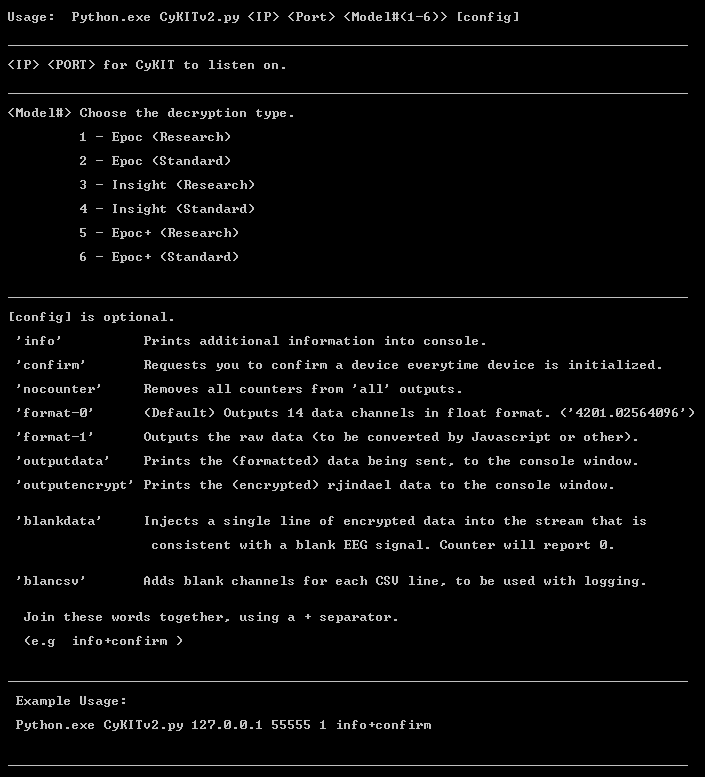 Usage:  Python.exe CyKITv2.py <IP> <Port> <Model#(1-6)> [config]
<IP> <PORT> for CyKIT to listen on.
<Model#> Choose the decryption type.
1 - Epoc (Research)
2 - Epoc (Standard)
3 - Insight (Research)
4 - Insight (Standard)
5 - Epoc+ (Research)
6 - Epoc+ (Standard)
[config] is optional.
'info'          Prints additional information into console.
'confirm'       Requests you to confirm a device everytime device is initialized.
'nocounter'     Removes all counters from 'all' outputs.
'format-0'      (Default) Outputs 14 data channels in float format. ('4201.02564096')
'format-1'      Outputs the raw data (to be converted by Javascript or other).
'outputdata'    Prints the (formatted) data being sent, to the console window.
'outputencrypt' Prints the (encrypted) rjindael data to the console window.
'blankdata'     Injects a single line of encrypted data into the stream that is
consistent with a blank EEG signal. Counter will report 0.
'blancsv'       Adds blank channels for each CSV line, to be used with logging.
Join these words together, using a + separator.
(e.g  info+confirm )
Example Usage:
Python.exe CyKITv2.py 127.0.0.1 55555 1 info+confirm